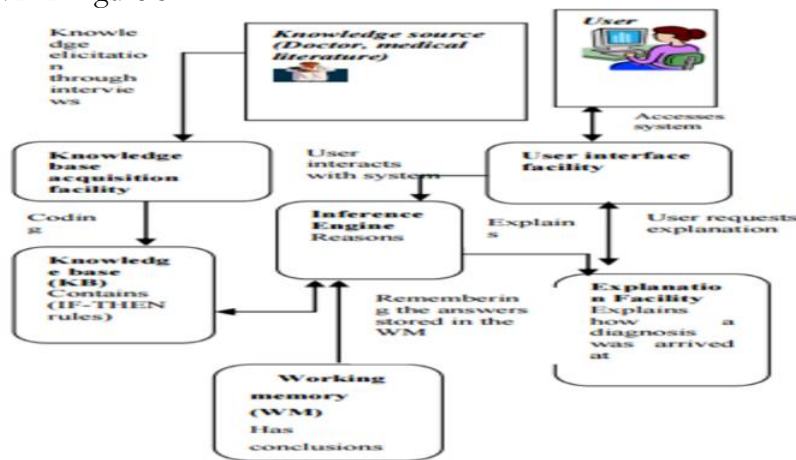 Knowle
dge
elicitatio
n
through
intervie
ws
Knowledge source
(Doctor, medical
literature)
User
Accesses
system
Knowledge
base
acquisition
facility
User
interacts
with system
User interface
facility
Codin
g
Inference
Engine
Reasons
Explain
s
User requests
explanation
Knowledg
e base
(KB)
Contains
(IF-THEN
rules)
Rememberin
g the answers
stored in the
WM
Explanatio
n Facility
Explains
how a
diagnosis
was arrived
at
Working
memory
(WM)
Has
conclusions